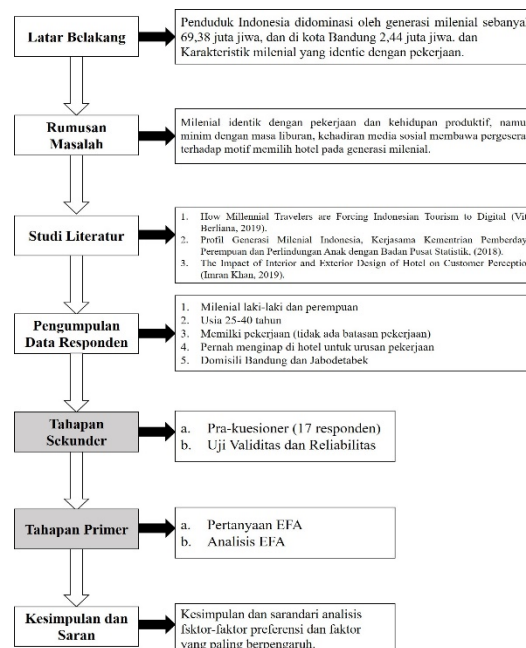 Latar Belakang
Penduduk Indonesia didominasi oleh generasi milenial sebanyak
69,38 juta jiwa, dan di kota Bandung 2,44 juta jiwa. dan
Karakteristik milenial yang identic dengan pekerjaan.
Rumusan
Masalah
Milenial identik dengan pekerjaan dan kehidupan produktif, namu
minim dengan masa liburan, kehadiran media sosial membawa pergesera
terhadap motif memilih hotel pada generasi milenial.
Studi Literatur
1. How Millennial Travelers are Forcing Indonesian Tourism to Digital (Vit
Herliana, 2019).
2. Profil Generasi Milenial Indonesia, Kerjasama Kementrian Pemberday
Perempuan dan Perlindungan Anak dengan Badan Pusat Statistik, (2018).
3. The Impact of Interior and Exterior Design of Hotel on Customer Perceptio
(Imran Khan, 2019).
Pengumpulan
Data Responden
1. Milenial laki-laki dan perempuan
2. Usia 25-40 tahun
3. Memilki pekerjaan (tidak ada batasan pekerjaan)
4. Pernah menginap di hotel untuk urusan pekerjaan
5. Domisili Bandung dan Jabodetabek
Tahapan
Sekunder
a. Pra-kuesioner (17 responden)
b. Uji Validitas dan Reliabilitas
Tahapan Primer
a. Pertanyaan EFA
b. Analisis EFA
Kesimpulan dan
Saran
Kesimpulan dan sarandari analisis
fsktor-faktor preferensi dan faktor
yang paling berpengaruh.